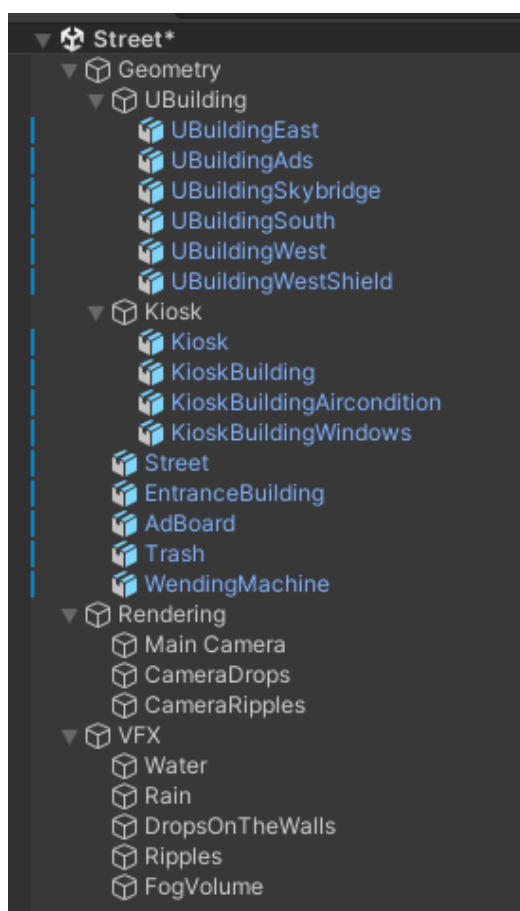 Street*
Geometry
UBuilding
UBuildingEast
UBuildingAds
UBuildingSkybridge
UBuildingSouth
UBuildingWest
UBuildingWestShield
Kiosk
Kiosk
KioskBuilding
KioskBuildingAircondition
KioskBuildingWindows
Street
EntranceBuilding
AdBoard
Trash
WendingMachine
Rendering
Main Camera
CameraDrops
CameraRipples
VFX
Water
Rain
DropsOnTheWalls
Ripples
FogVolume